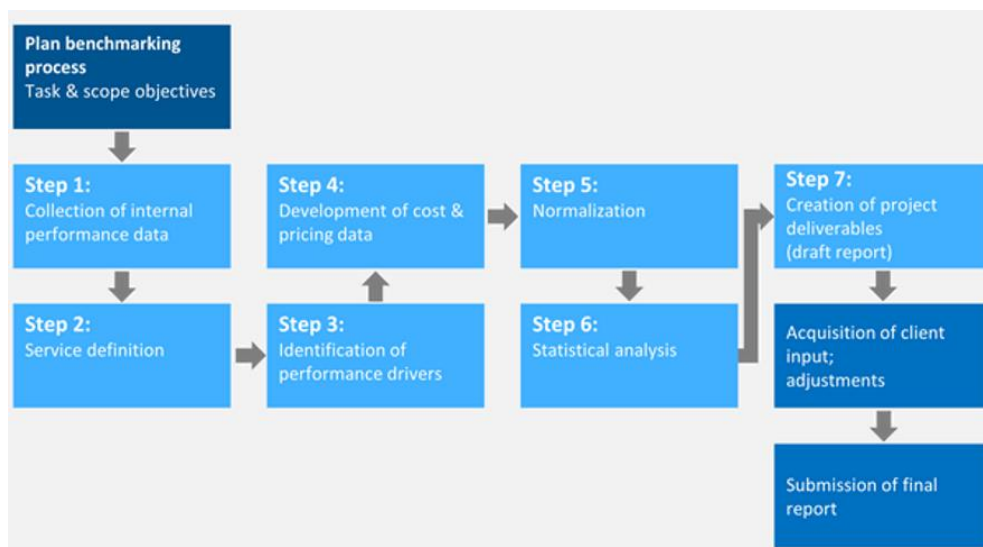 Plan benchmarking
process
Task & scope objectives
Step 1:
Collection of internal
performance data
Step 2:
Service definition
Step 3:
Identification of
performance drivers
Step 4:
Development of cost &
pricing data
Step 5:
Normalization
Step 6:
Statistical analysis
Step 7:
Creation of project
deliverables
(draft report)
Acquisition of client
input;
adjustments
Submission of final
report